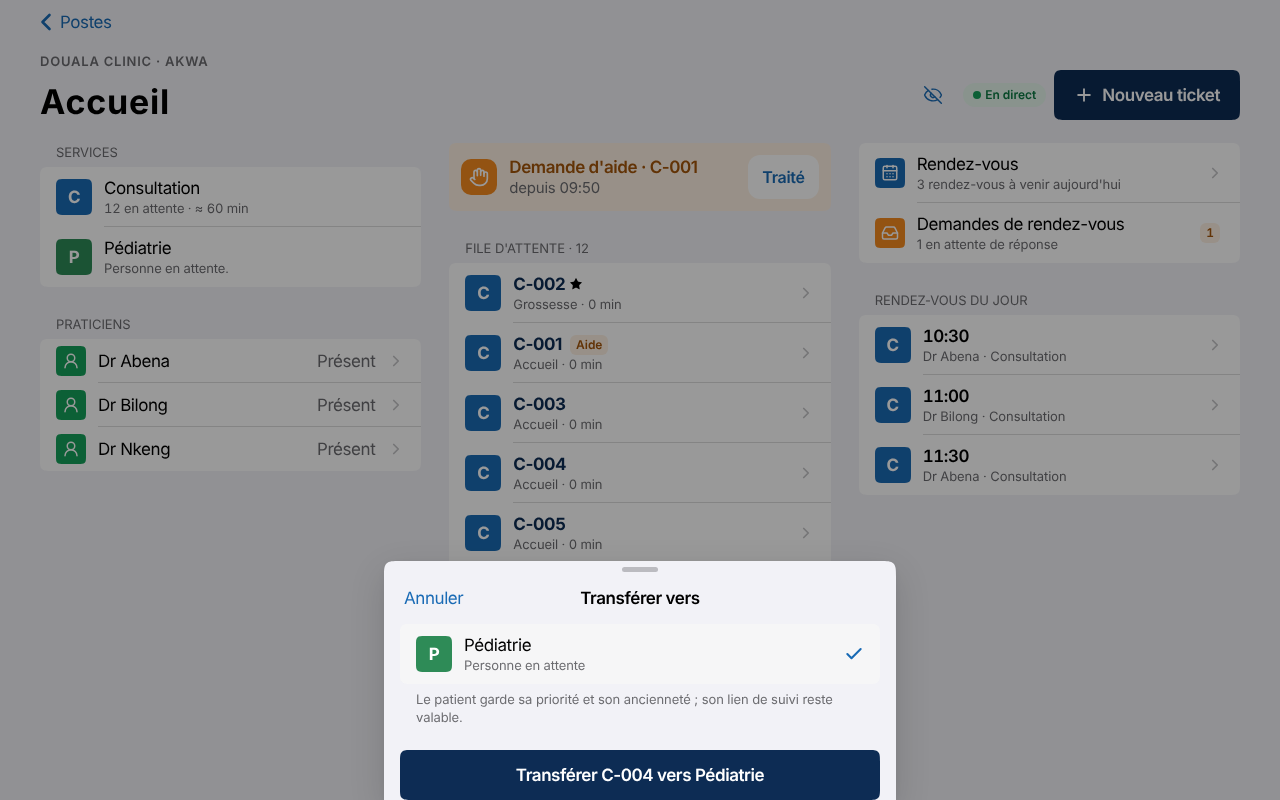 Postes
DOUALA CLINIC · AKWA
Accueil
En direct
Nouveau ticket
SERVICES
C
Consultation
12 en attente · ≈ 60 min
P
Pédiatrie
Personne en attente.
PRATICIENS
Dr Abena
Présent
Dr Bilong
Présent
Dr Nkeng
Présent
Demande d'aide · C-001
depuis 09:50
Traité
FILE D'ATTENTE · 12
C
C-002
Grossesse · 0 min
C
C-001 Aide
Accueil · 0 min
C
C-003
Accueil · 0 min
C
C-004
Accueil · 0 min
C
C-005
Accueil · 0 min
Rendez-vous
3 rendez-vous à venir aujourd'hui
Demandes de rendez-vous
1 en attente de réponse
1
RENDEZ-VOUS DU JOUR
C
10:30
Dr Abena · Consultation
C
11:00
Dr Bilong · Consultation
C
11:30
Dr Abena · Consultation
Annuler
Transférer vers
P
Pédiatrie
Personne en attente
Le patient garde sa priorité et son ancienneté ; son lien de suivi reste
valable.
Transférer C-004 vers Pédiatrie